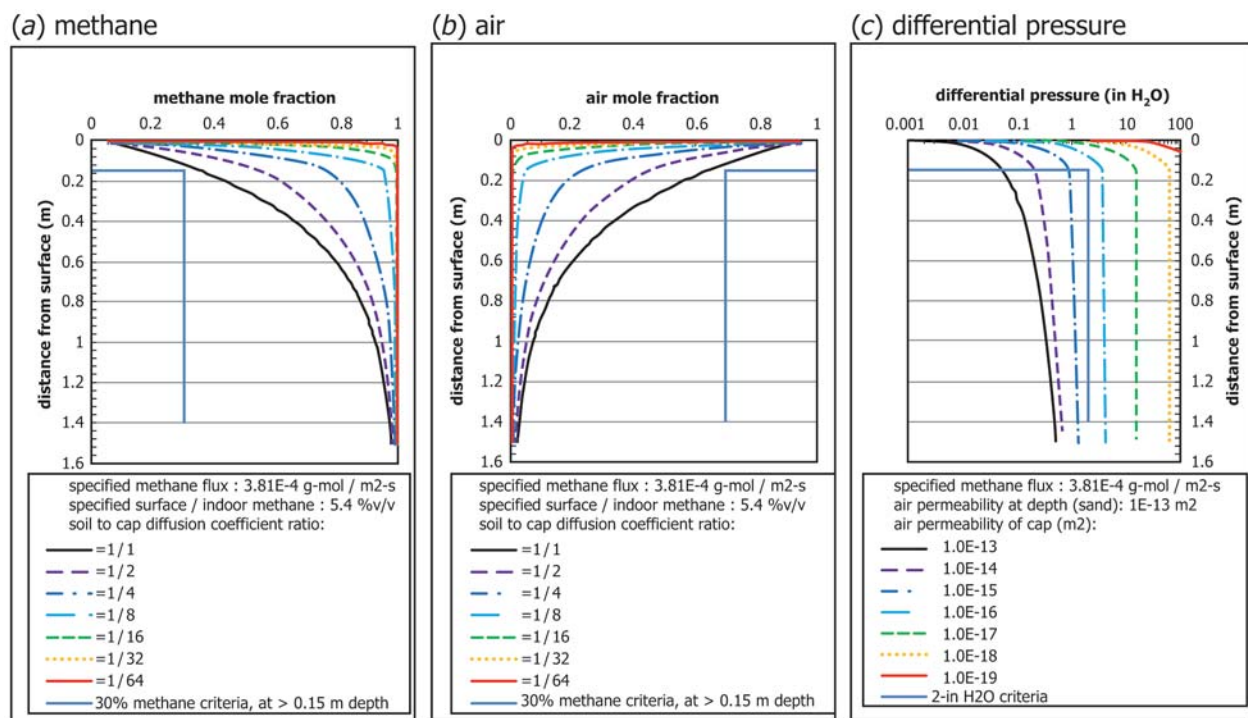 (a) methane
methane mole fraction
0 0.2 0.4 0.6 0.8 1
distance from surface (m)
0
0.2
0.4
0.6
0.8
1
1.2
1.4
1.6
specified methane flux : 3.81E-4 g-mol / m2-s
specified surface / indoor methane : 5.4 %v/v
soil to cap diffusion coefficient ratio:
=1/1
=1/2
=1/4
=1/8
=1/16
=1/32
=1/64
30% methane criteria, at > 0.15 m depth
(b) air
air mole fraction
0 0.2 0.4 0.6 0.8 1
distance from surface (m)
0
0.2
0.4
0.6
0.8
1
1.2
1.4
1.6
specified methane flux : 3.81E-4 g-mol / m2-s
specified surface / indoor methane : 5.4 %v/v
soil to cap diffusion coefficient ratio:
=1/1
=1/2
=1/4
=1/8
=1/16
=1/32
=1/64
30% methane criteria, at > 0.15 m depth
(c) differential pressure
differential pressure (in H2O)
0.001 0.01 0.1 1 10 100
0
0.2
0.4
0.6
0.8
1
1.2
1.4
1.6
distance from surface (m)
specified methane flux : 3.81E-4 g-mol / m2-s
air permeability at depth (sand): 1E-13 m2
air permeability of cap (m2):
1.0E-13
1.0E-14
1.0E-15
1.0E-16
1.0E-17
1.0E-18
1.0E-19
2-in H2O criteria